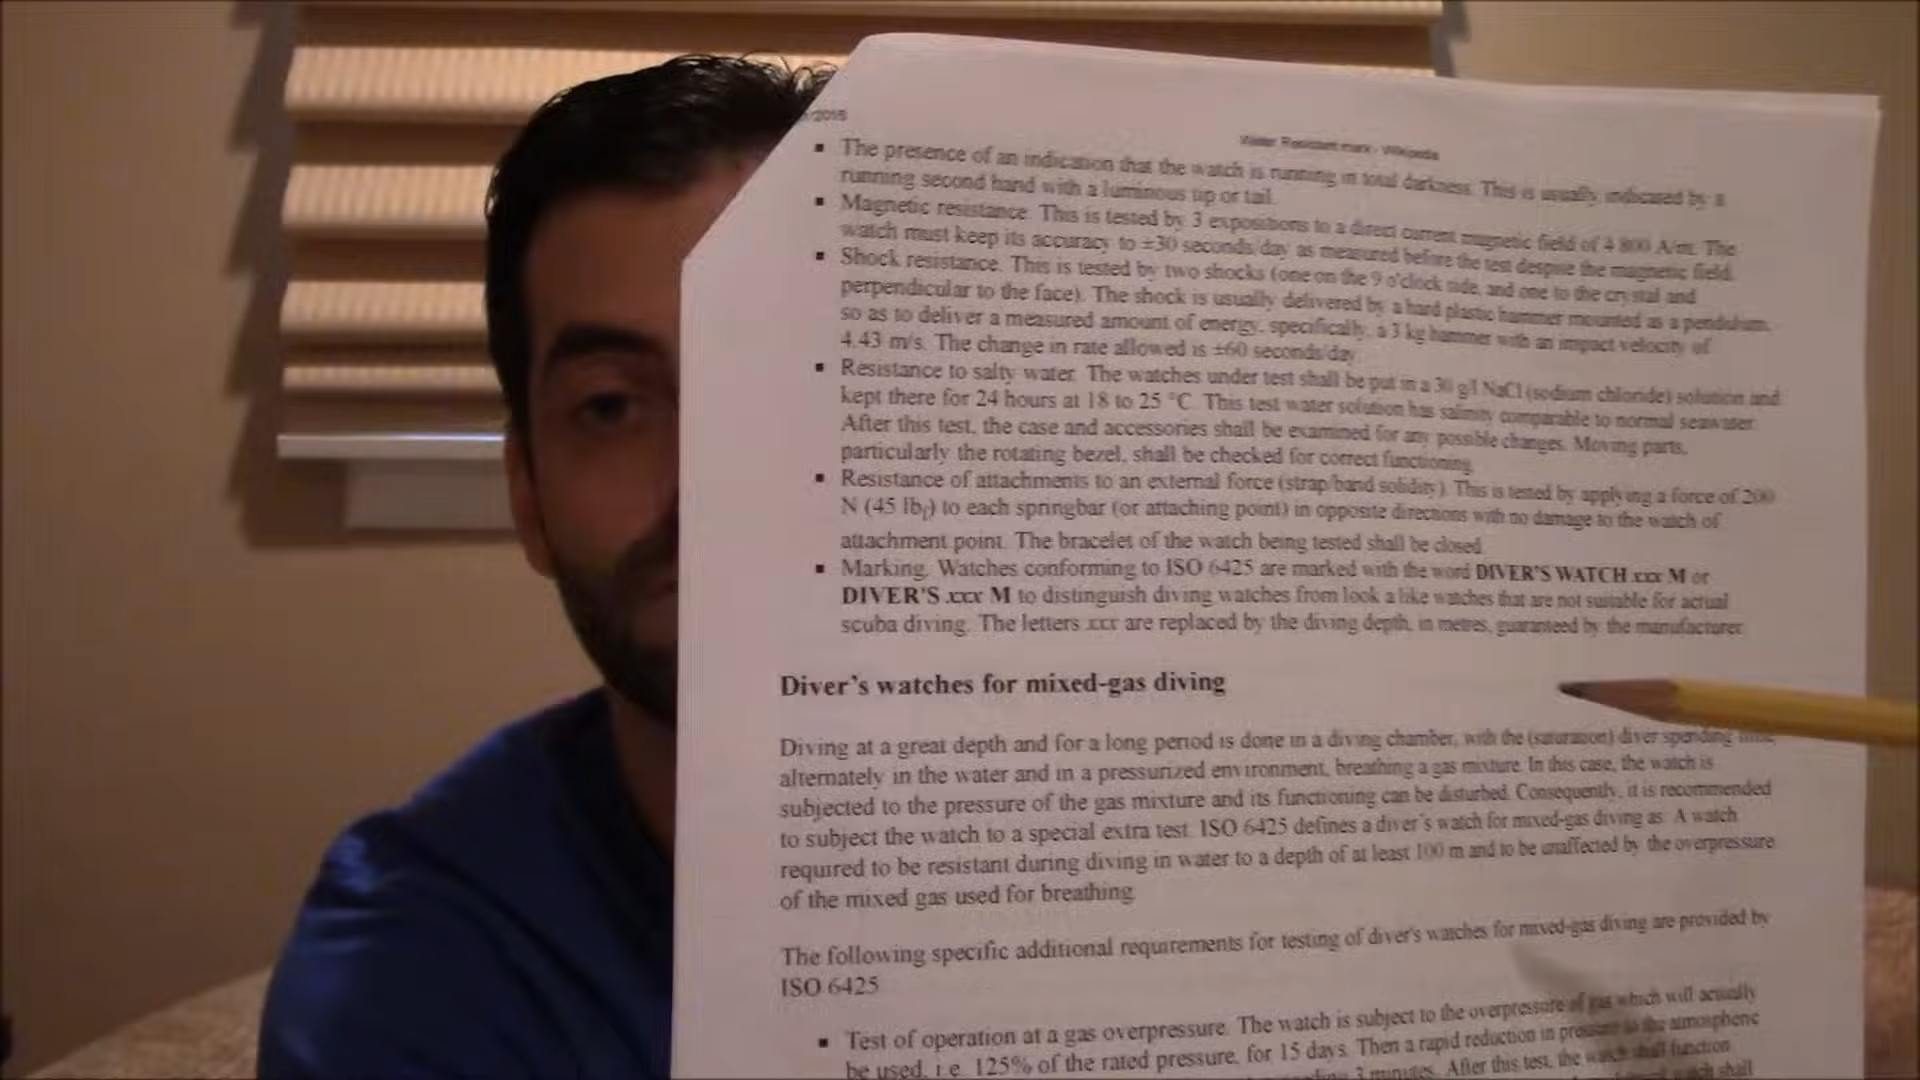 /2015
Water Resistant mark - Wikipedia
▪ The presence of an indication that the watch is running in total darkness. This is usually indicated by a
running second hand with a luminous tip or tail.
▪ Magnetic resistance. This is tested by 3 expositions to a direct current magnetic field of 4 800 A/m. The
watch must keep its accuracy to ±30 seconds/day as measured before the test despite the magnetic field.
▪ Shock resistance. This is tested by two shocks (one on the 9 o'clock side, and one to the crystal and
perpendicular to the face). The shock is usually delivered by a hard plastic hammer mounted as a pendulum,
so as to deliver a measured amount of energy, specifically, a 3 kg hammer with an impact velocity of
4.43 m/s. The change in rate allowed is ±60 seconds/day.
▪ Resistance to salty water. The watches under test shall be put in a 30 g/l NaCl (sodium chloride) solution and
kept there for 24 hours at 18 to 25 °C. This test water solution has salinity comparable to normal seawater.
After this test, the case and accessories shall be examined for any possible changes. Moving parts,
particularly the rotating bezel, shall be checked for correct functioning.
▪ Resistance of attachments to an external force (strap/band solidity). This is tested by applying a force of 200
N (45 lbf) to each springbar (or attaching point) in opposite directions with no damage to the watch of
attachment point. The bracelet of the watch being tested shall be closed.
▪ Marking. Watches conforming to ISO 6425 are marked with the word DIVER'S WATCH xxx M or
DIVER'S xxx M to distinguish diving watches from look a like watches that are not suitable for actual
scuba diving. The letters xxx are replaced by the diving depth, in metres, guaranteed by the manufacturer.
Diver's watches for mixed-gas diving
Diving at a great depth and for a long period is done in a diving chamber, with the (saturation) diver spending time
alternately in the water and in a pressurized environment, breathing a gas mixture. In this case, the watch is
subjected to the pressure of the gas mixture and its functioning can be disturbed. Consequently, it is recommended
to subject the watch to a special extra test. ISO 6425 defines a diver's watch for mixed-gas diving as: A watch
required to be resistant during diving in water to a depth of at least 100 m and to be unaffected by the overpressure
of the mixed gas used for breathing.
The following specific additional requirements for testing of diver's watches for mixed-gas diving are provided by
ISO 6425
▪ Test of operation at a gas overpressure. The watch is subject to the overpressure of gas which will actually
be used, i.e. 125% of the rated pressure, for 15 days. Then a rapid reduction in pressure to the atmospheric
3 minutes. After this test, the watch shall function
watch shall